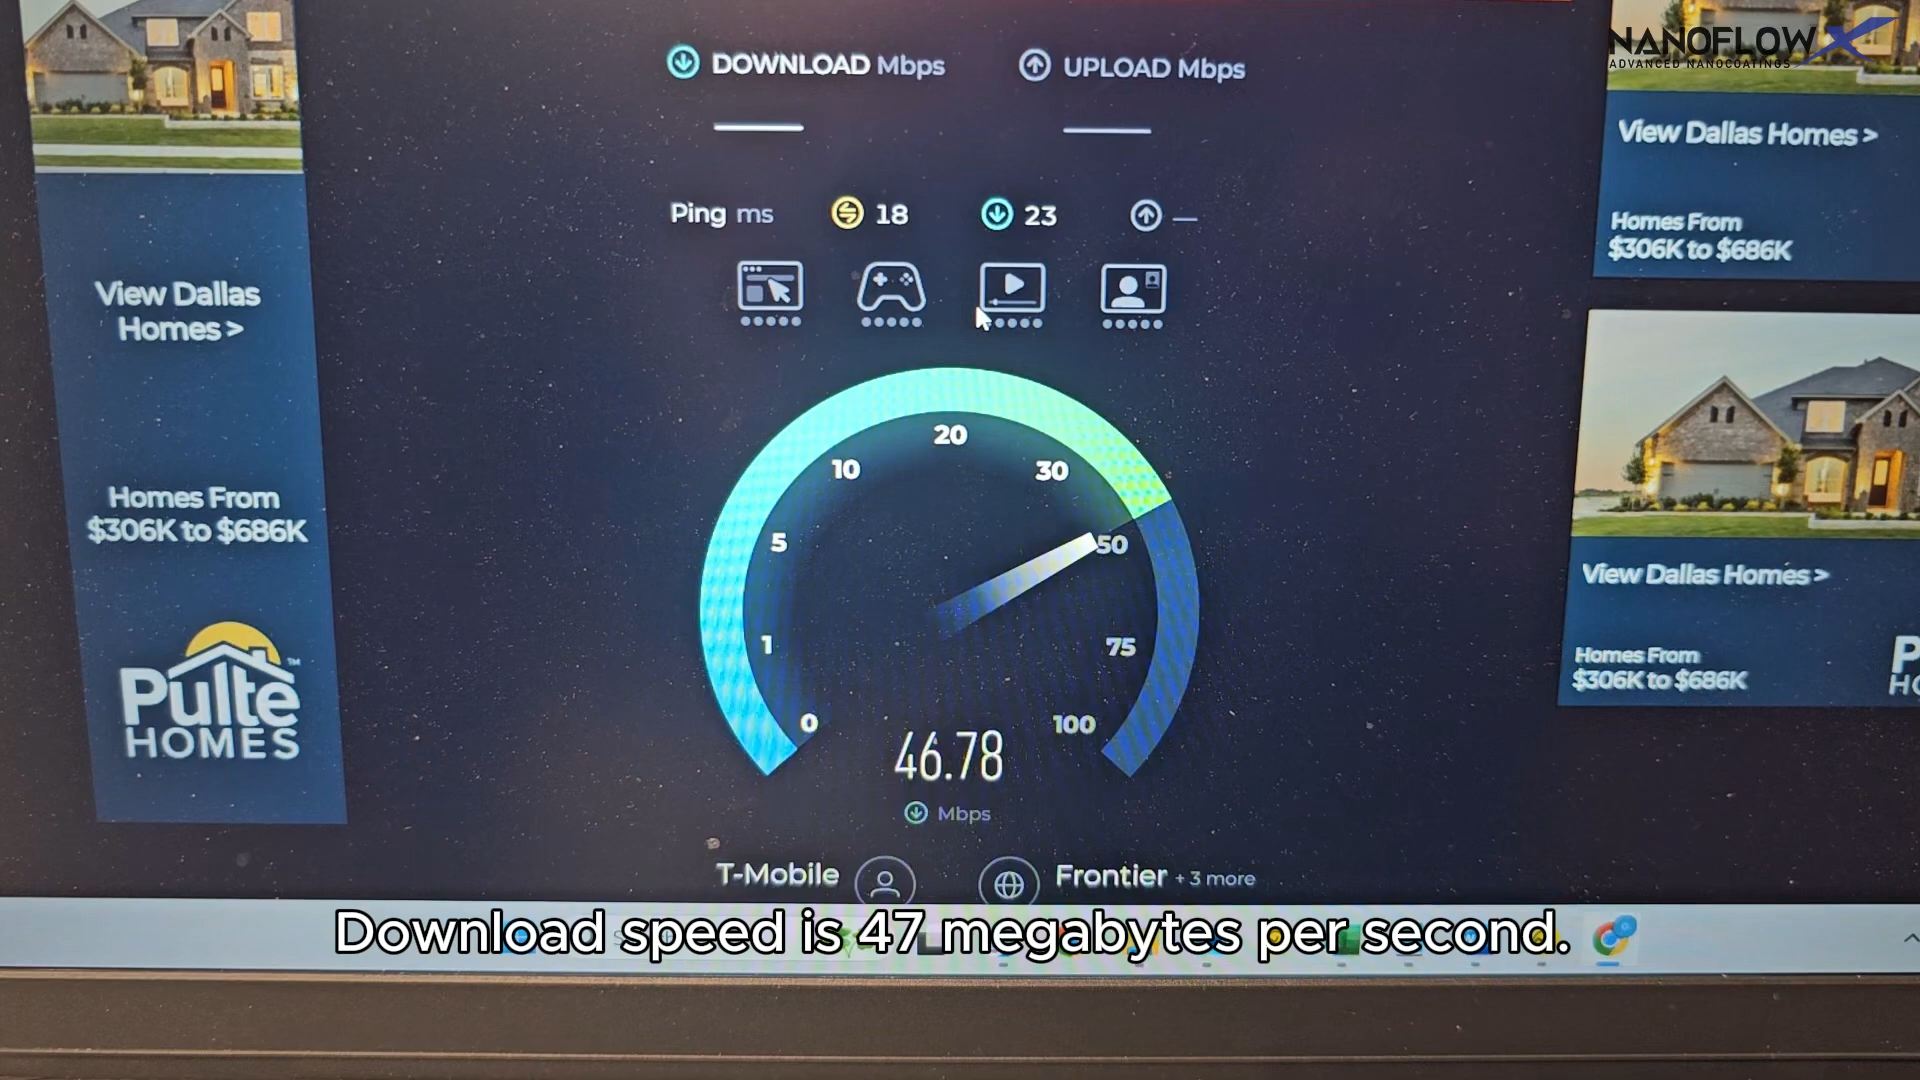 NANOFLOW X
ADVANCED NANOCOATINGS
DOWNLOAD Mbps
UPLOAD Mbps
Ping ms
18
23
—
View Dallas
Homes >
Homes From
$306K to $686K
Pulte™
HOMES
View Dallas Homes >
Homes From
$306K to $686K
View Dallas Homes >
Homes From
$306K to $686K
P
HO
0
1
5
10
20
30
50
75
100
46.78
Mbps
T-Mobile
Frontier + 3 more
Download speed is 47 megabytes per second.